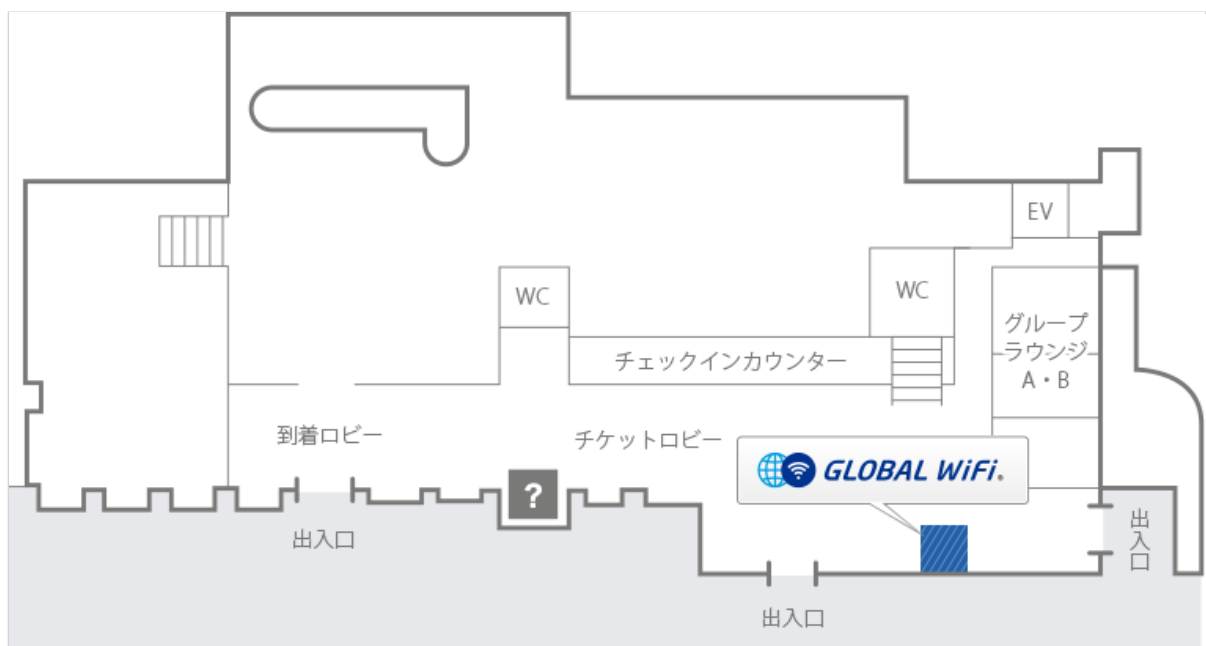 EV
WC
WC
グループ
ラウンジ
A・B
チェックインカウンター
到着ロビー
チケットロビー
GLOBAL WiFi.
?
出入口
出入口
出入口